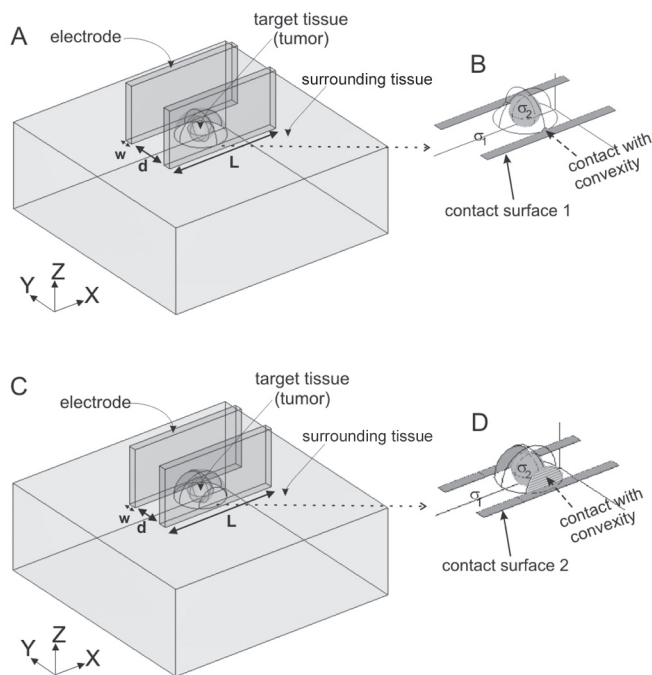 A
electrode
target tissue
(tumor)
surrounding tissue
w
d
L
Y
Z
X
B
σ2
σ1
contact with
convexity
contact surface 1
C
electrode
target tissue
(tumor)
surrounding tissue
w
d
L
Y
Z
X
D
σ2
σ1
contact with
convexity
contact surface 2